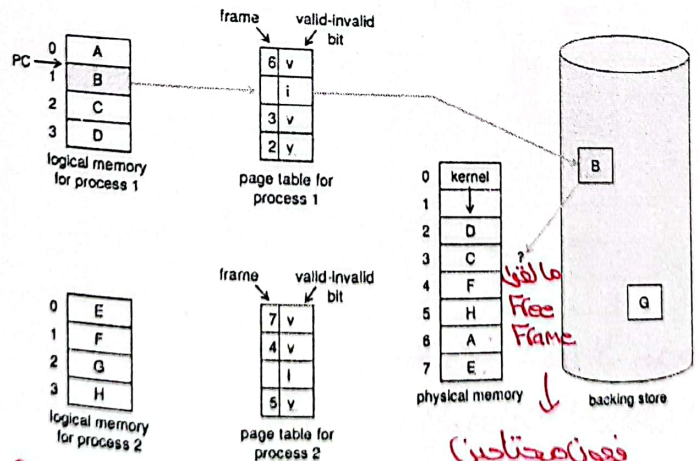 frame
valid-invalid
bit
PC
0 A
1 B
2 C
3 D
logical memory
for process 1
6 v
i
3 v
2 v
page table for
process 1
0 kernel
1
2 D
3 C
4 F
5 H
6 A
7 E
physical memory
?
ما لقى
Free
Frame
B
G
backing store
frame
valid-invalid
bit
0 E
1 F
2 G
3 H
logical memory
for process 2
7 v
4 v
i
5 v
page table for
process 2